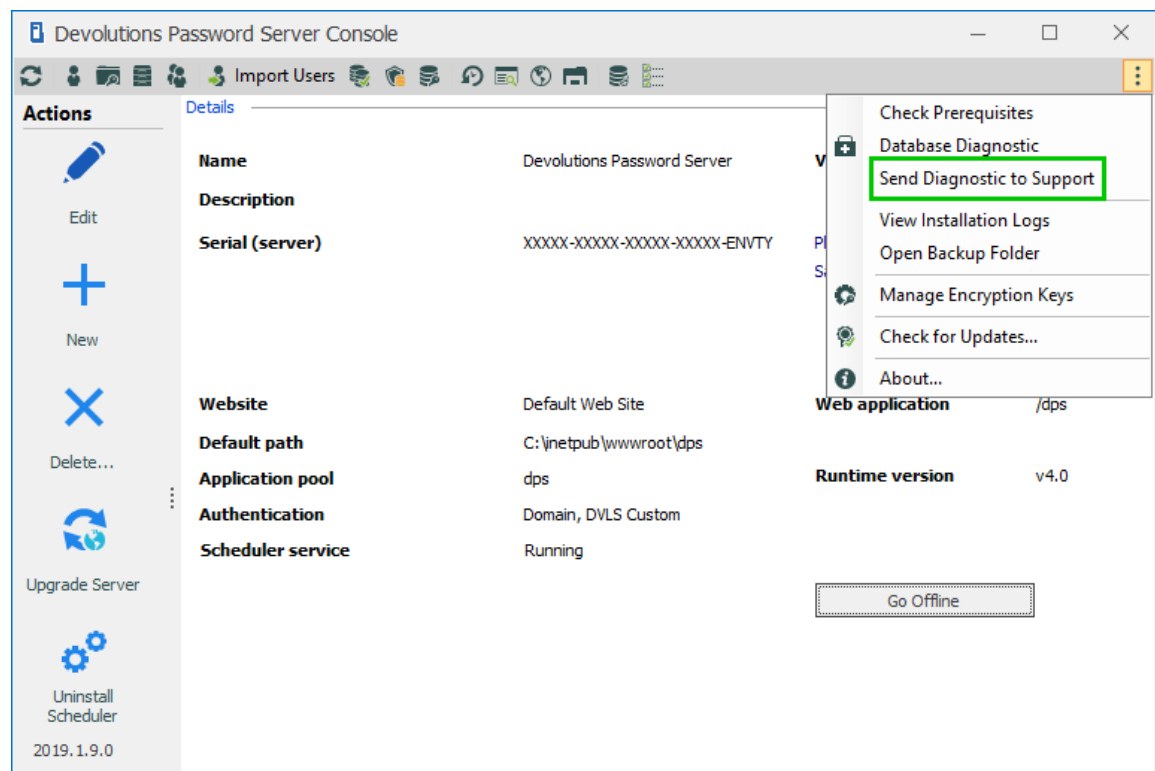 Devolutions Password Server Console
Import Users
Actions
Edit
New
Delete...
Upgrade Server
Uninstall
Scheduler
2019.1.9.0
Details
Name Devolutions Password Server
Description
Serial (server) XXXXX-XXXXX-XXXXX-XXXXX-ENVTY
Website Default Web Site Web application /dps
Default path C:\inetpub\wwwroot\dps
Application pool dps Runtime version v4.0
Authentication Domain, DVLS Custom
Scheduler service Running
Go Offline
Check Prerequisites
Database Diagnostic
Send Diagnostic to Support
View Installation Logs
Open Backup Folder
Manage Encryption Keys
Check for Updates...
About...